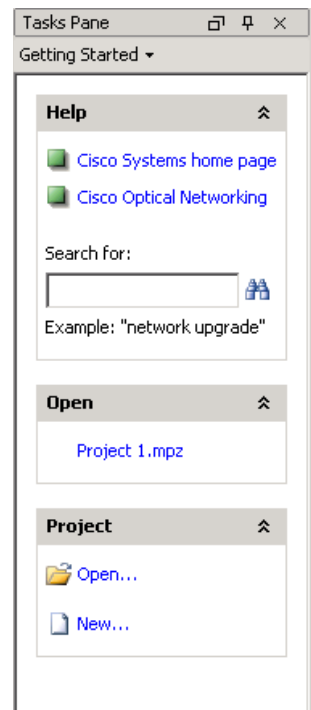 Tasks Pane
Getting Started
Help
Cisco Systems home page
Cisco Optical Networking
Search for:
Example: "network upgrade"
Open
Project 1.mpz
Project
Open...
New...